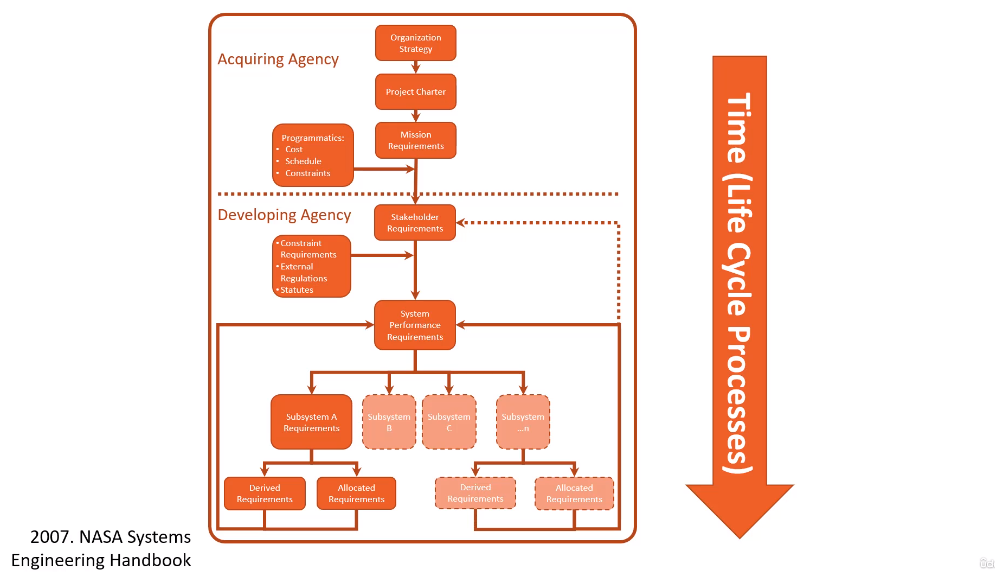 Acquiring Agency
Organization
Strategy
Project Charter
Mission
Requirements
Programmatics:
• Cost
• Schedule
• Constraints
Developing Agency
Stakeholder
Requirements
• Constraint
Requirements
• External
Regulations
• Statutes
System
Performance
Requirements
Subsystem A
Requirements
Subsystem
B
Subsystem
C
Subsystem
...n
Derived
Requirements
Allocated
Requirements
Derived
Requirements
Allocated
Requirements
Time (Life Cycle Processes)
2007. NASA Systems
Engineering Handbook